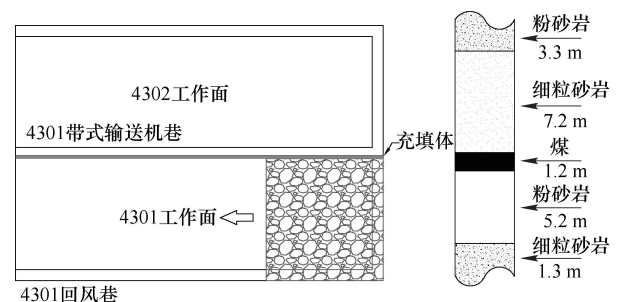 4302工作面
4301带式输送机巷
充填体
4301工作面
4301回风巷
粉砂岩
3.3 m
细粒砂岩
7.2 m
煤
1.2 m
粉砂岩
5.2 m
细粒砂岩
1.3 m